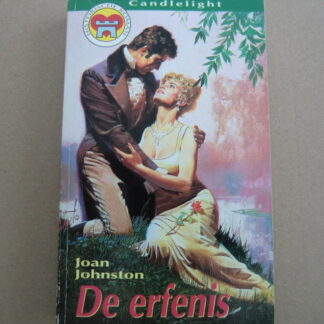 Candlelight
Joan
Johnston
De erfenis